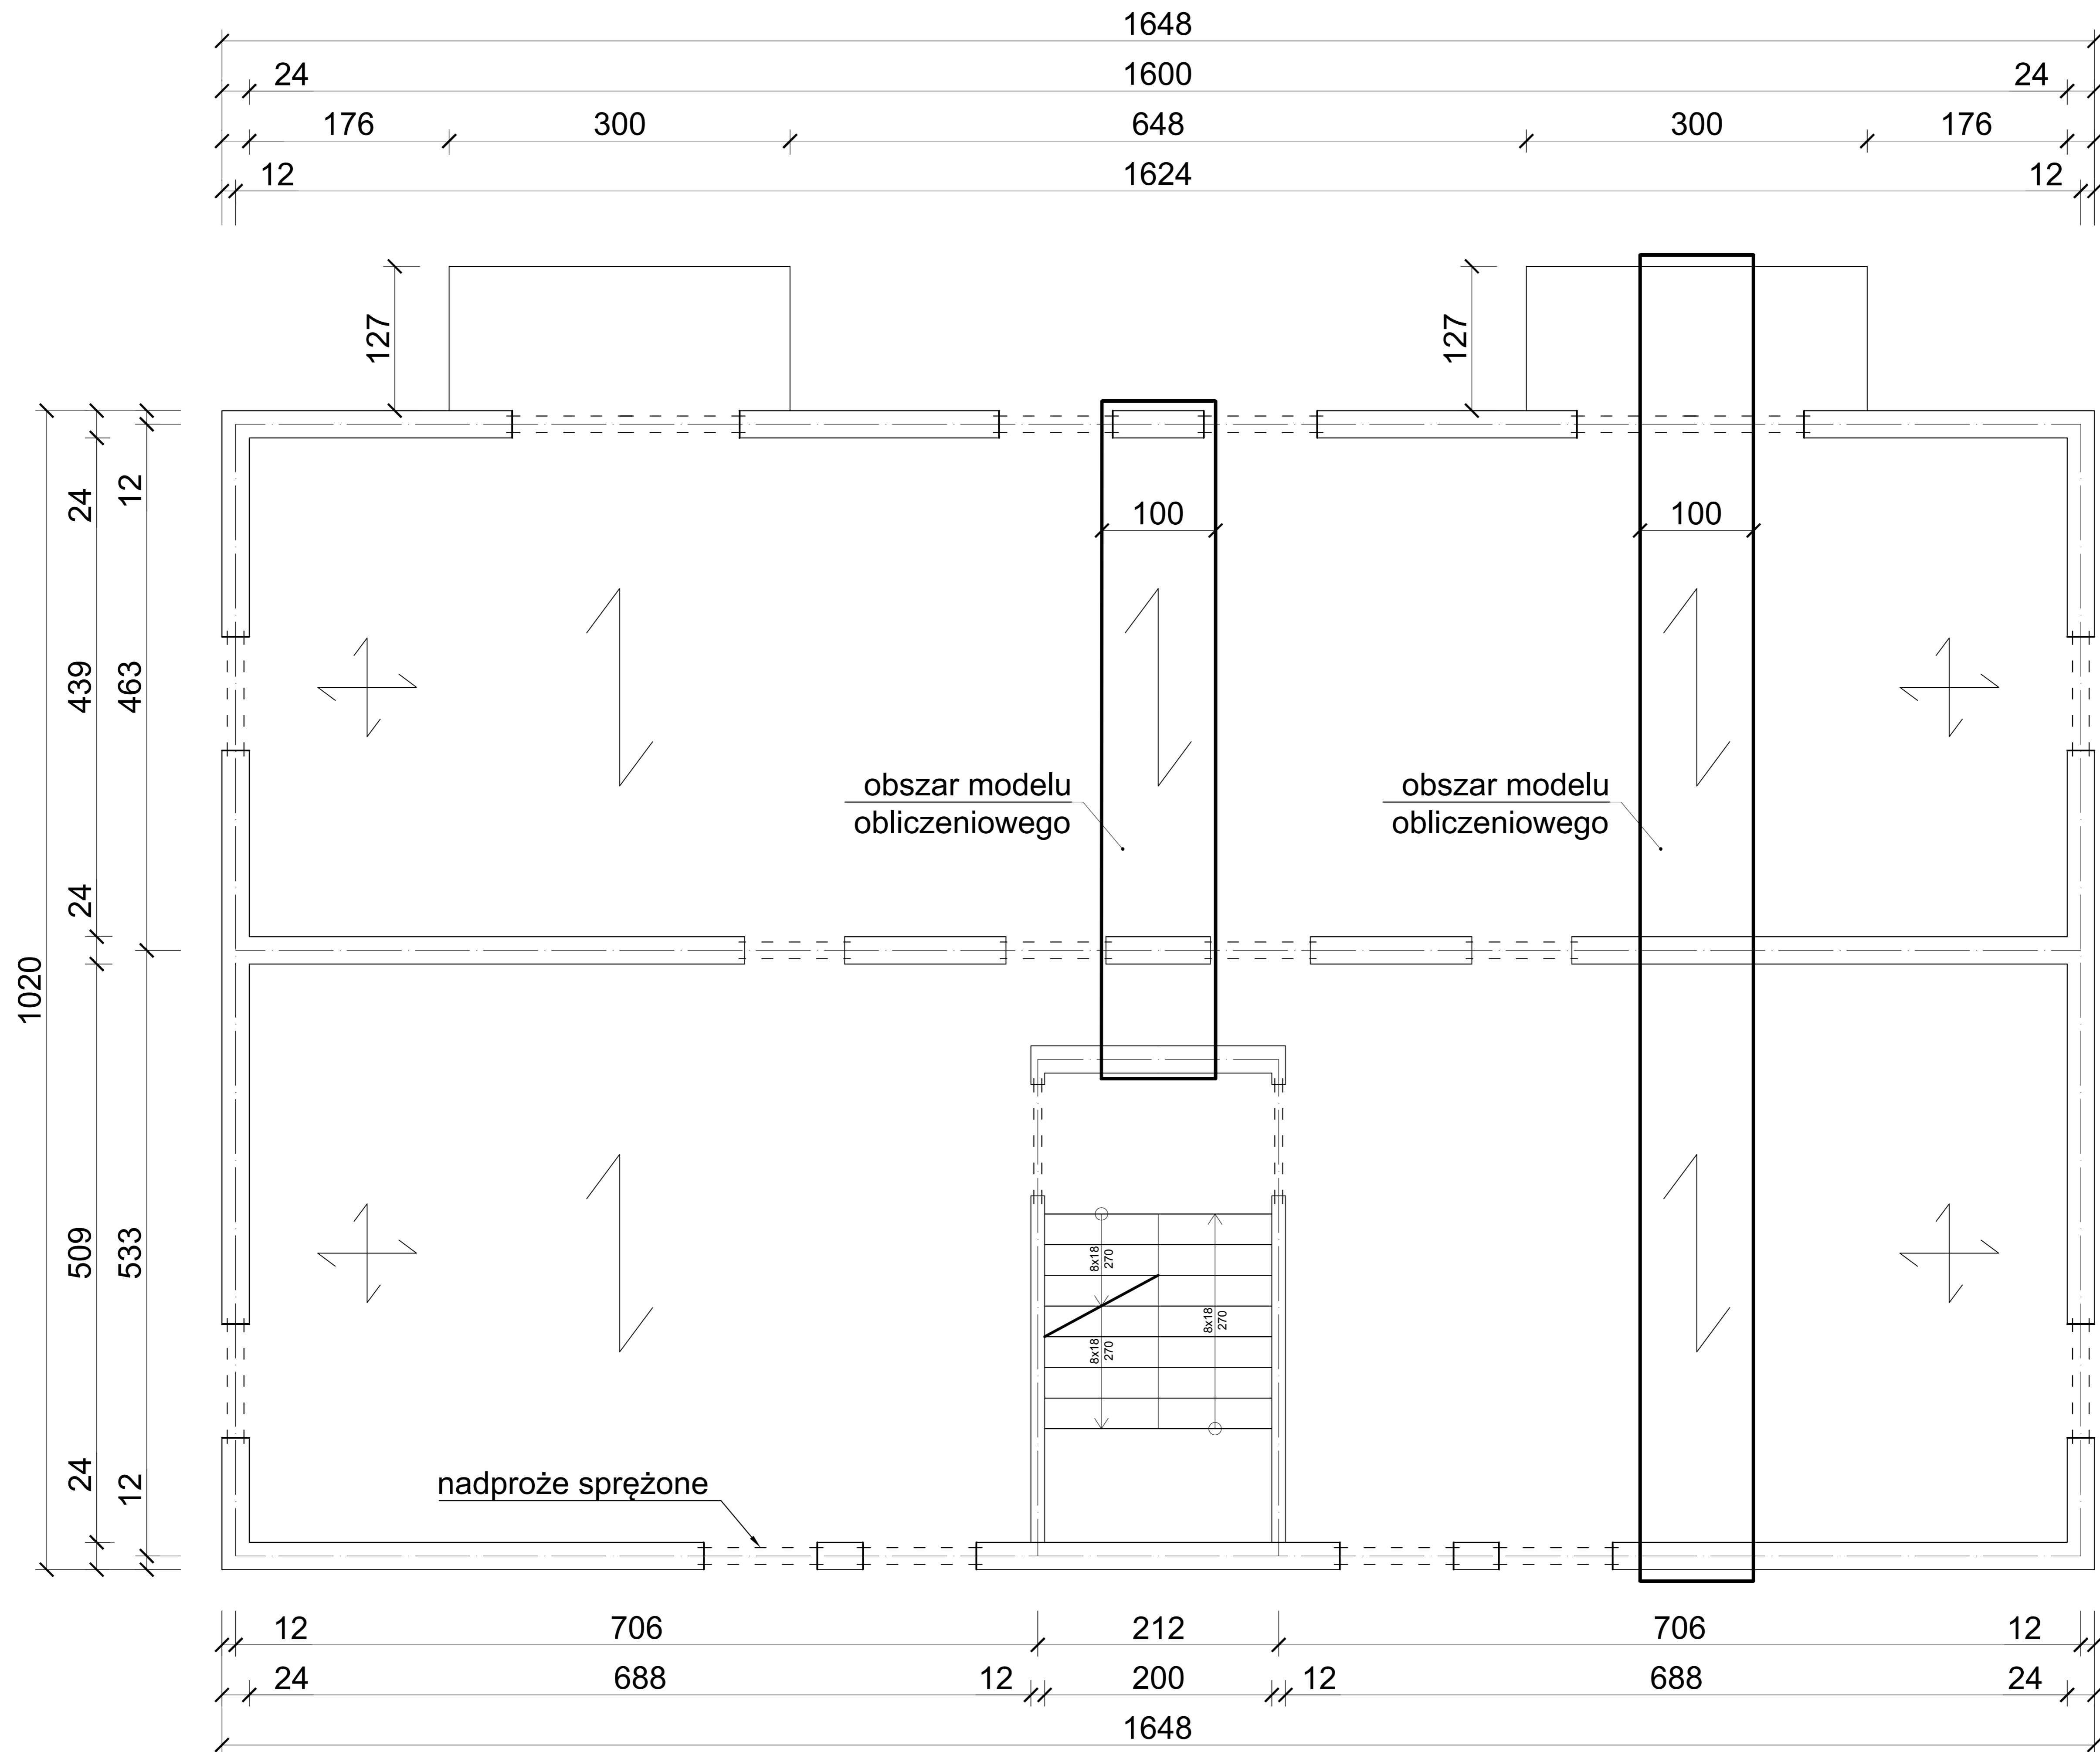 1648
24 1600 24
176 300 648 300 176
12 1624 12
127
127
1020
24
439
24
509
24
12
463
533
12
100
100
obszar modelu
obliczeniowego
obszar modelu
obliczeniowego
8x18
270
8x18
270
8x18
270
nadproże sprężone
12 706 212 706 12
24 688 12 200 12 688 24
1648